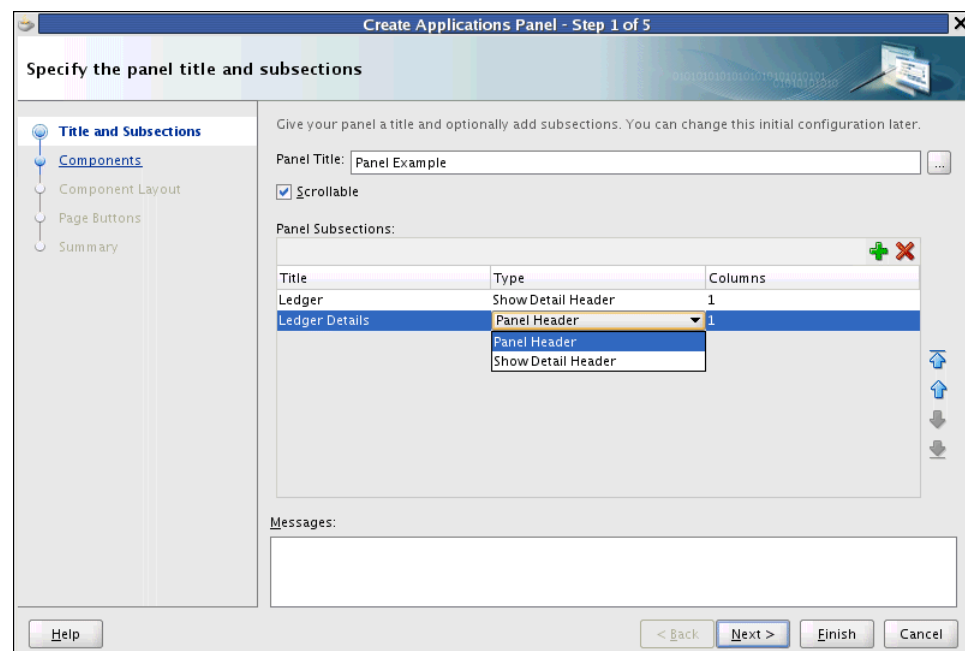 Create Applications Panel - Step 1 of 5
Specify the panel title and subsections
Title and Subsections
Components
Component Layout
Page Buttons
Summary
Give your panel a title and optionally add subsections. You can change this initial configuration later.
Panel Title: Panel Example ...
Scrollable
Panel Subsections:
Title Type Columns
Ledger Show Detail Header 1
Ledger Details Panel Header 1
Panel Header
Show Detail Header
Messages:
Help < Back Next > Finish Cancel